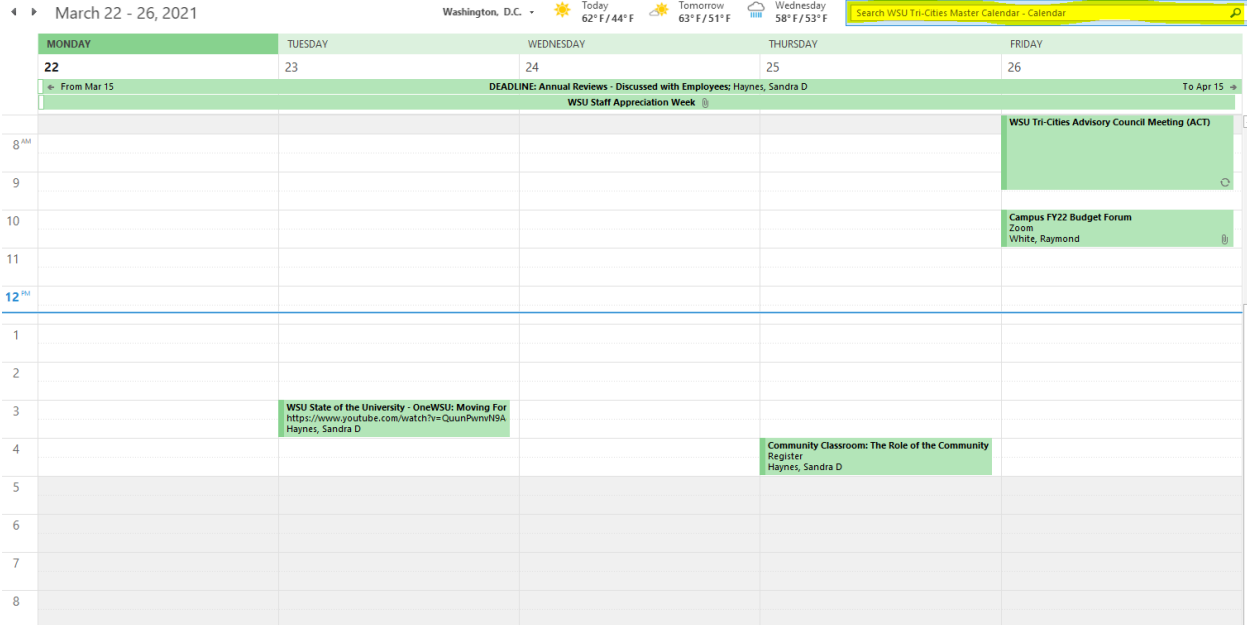 March 22 - 26, 2021
Washington, D.C.
Today
62° F / 44° F
Tomorrow
63° F / 51° F
Wednesday
58° F / 53° F
Search WSU Tri-Cities Master Calendar - Calendar
MONDAY TUESDAY WEDNESDAY THURSDAY FRIDAY
22 23 24 25 26
← From Mar 15 DEADLINE: Annual Reviews - Discussed with Employees; Haynes, Sandra D To Apr 15 →
WSU Staff Appreciation Week
WSU Tri-Cities Advisory Council Meeting (ACT)
8 AM
9
10
Campus FY22 Budget Forum
Zoom
White, Raymond
11
12 PM
1
2
3
WSU State of the University - OneWSU: Moving For
https://www.youtube.com/watch?v=QuunPwnvN9A
Haynes, Sandra D
4
Community Classroom: The Role of the Community
Register
Haynes, Sandra D
5
6
7
8